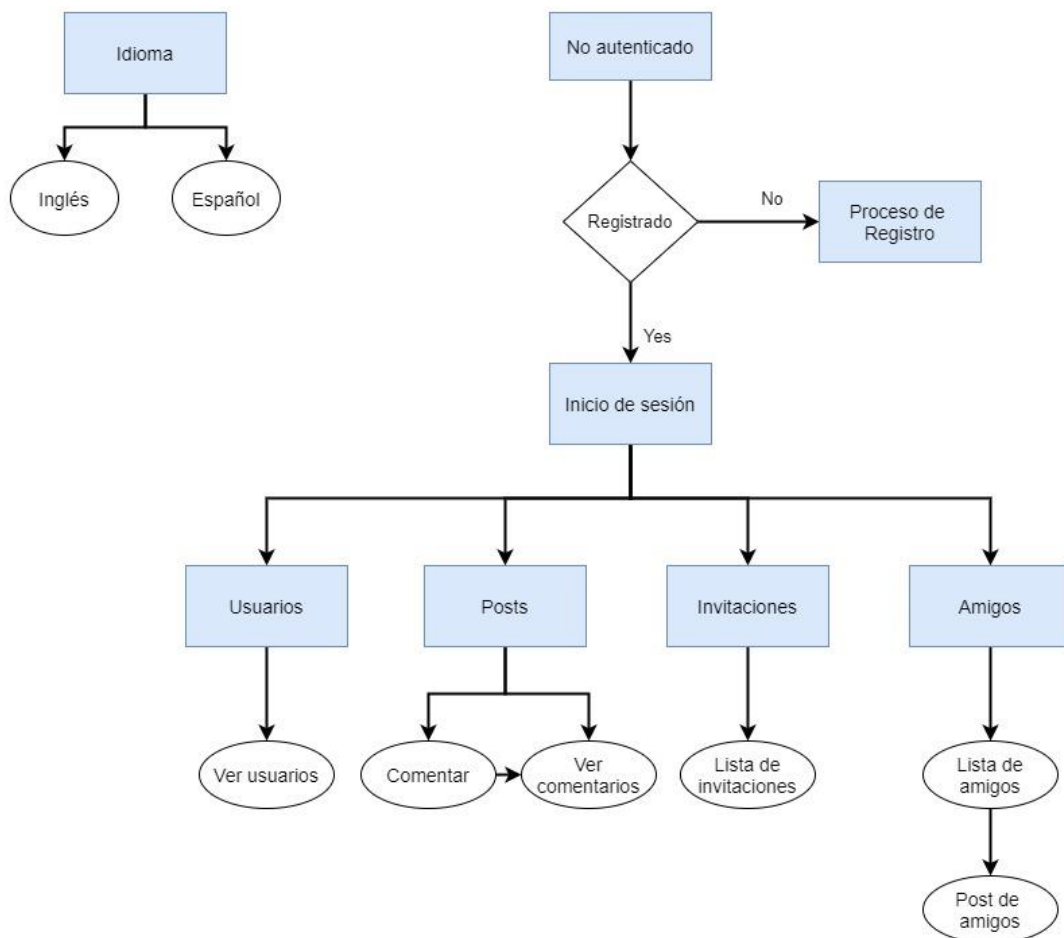 Idioma
No autenticado
Inglés
Español
Registrado
No
Proceso de
Registro
Yes
Inicio de sesión
Usuarios
Posts
Invitaciones
Amigos
Ver usuarios
Comentar
Ver
comentarios
Lista de
invitaciones
Lista de
amigos
Post de
amigos